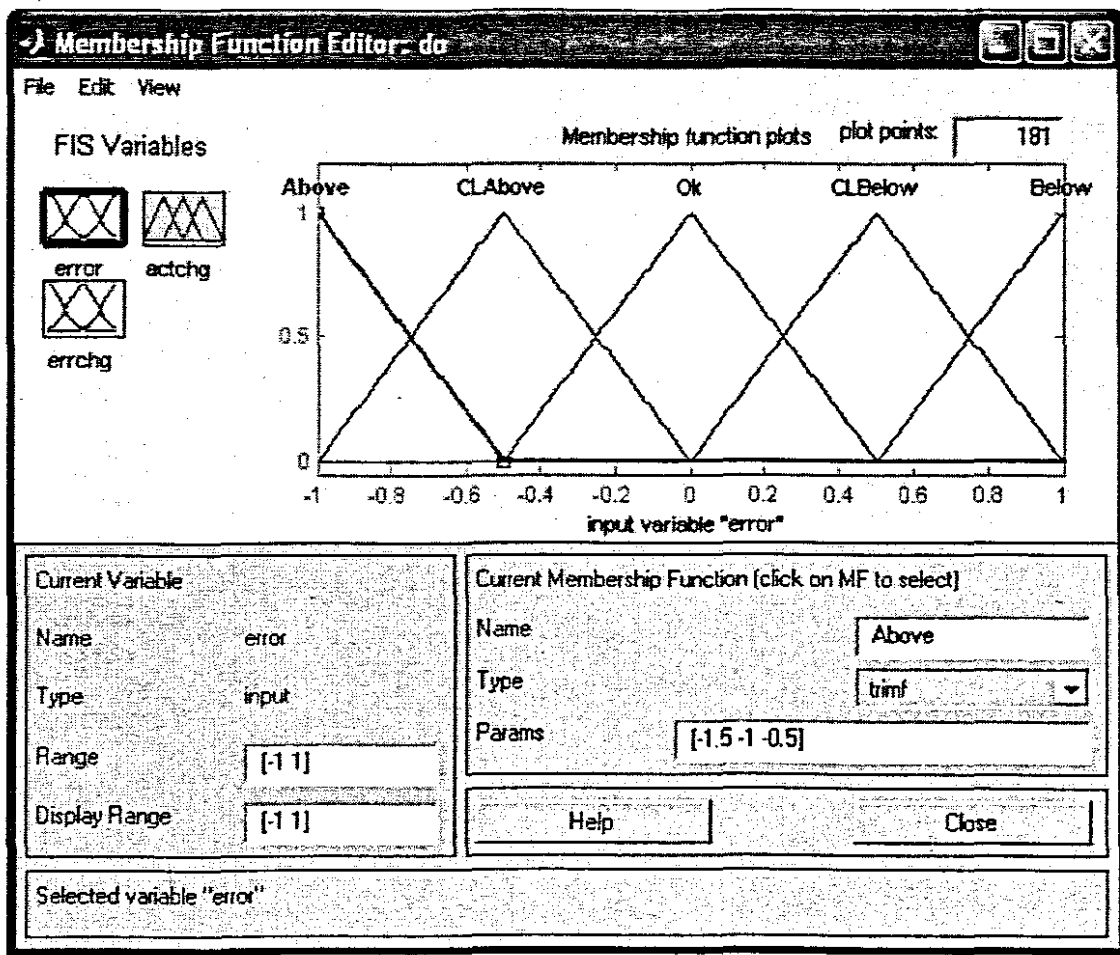 Membership Function Editor: do
File Edit View
FIS Variables
error
actchg
errchg
Membership function plots plot points: 181
Above CLAbove Ok CLBelow Below
1
0.5
0
-1 -0.8 -0.6 -0.4 -0.2 0 0.2 0.4 0.6 0.8 1
input variable "error"
Current Variable
Name error
Type input
Range [-1 1]
Display Range [-1 1]
Current Membership Function (click on MF to select)
Name Above
Type trimf
Params [-1.5 -1 -0.5]
Help Close
Selected variable "error"